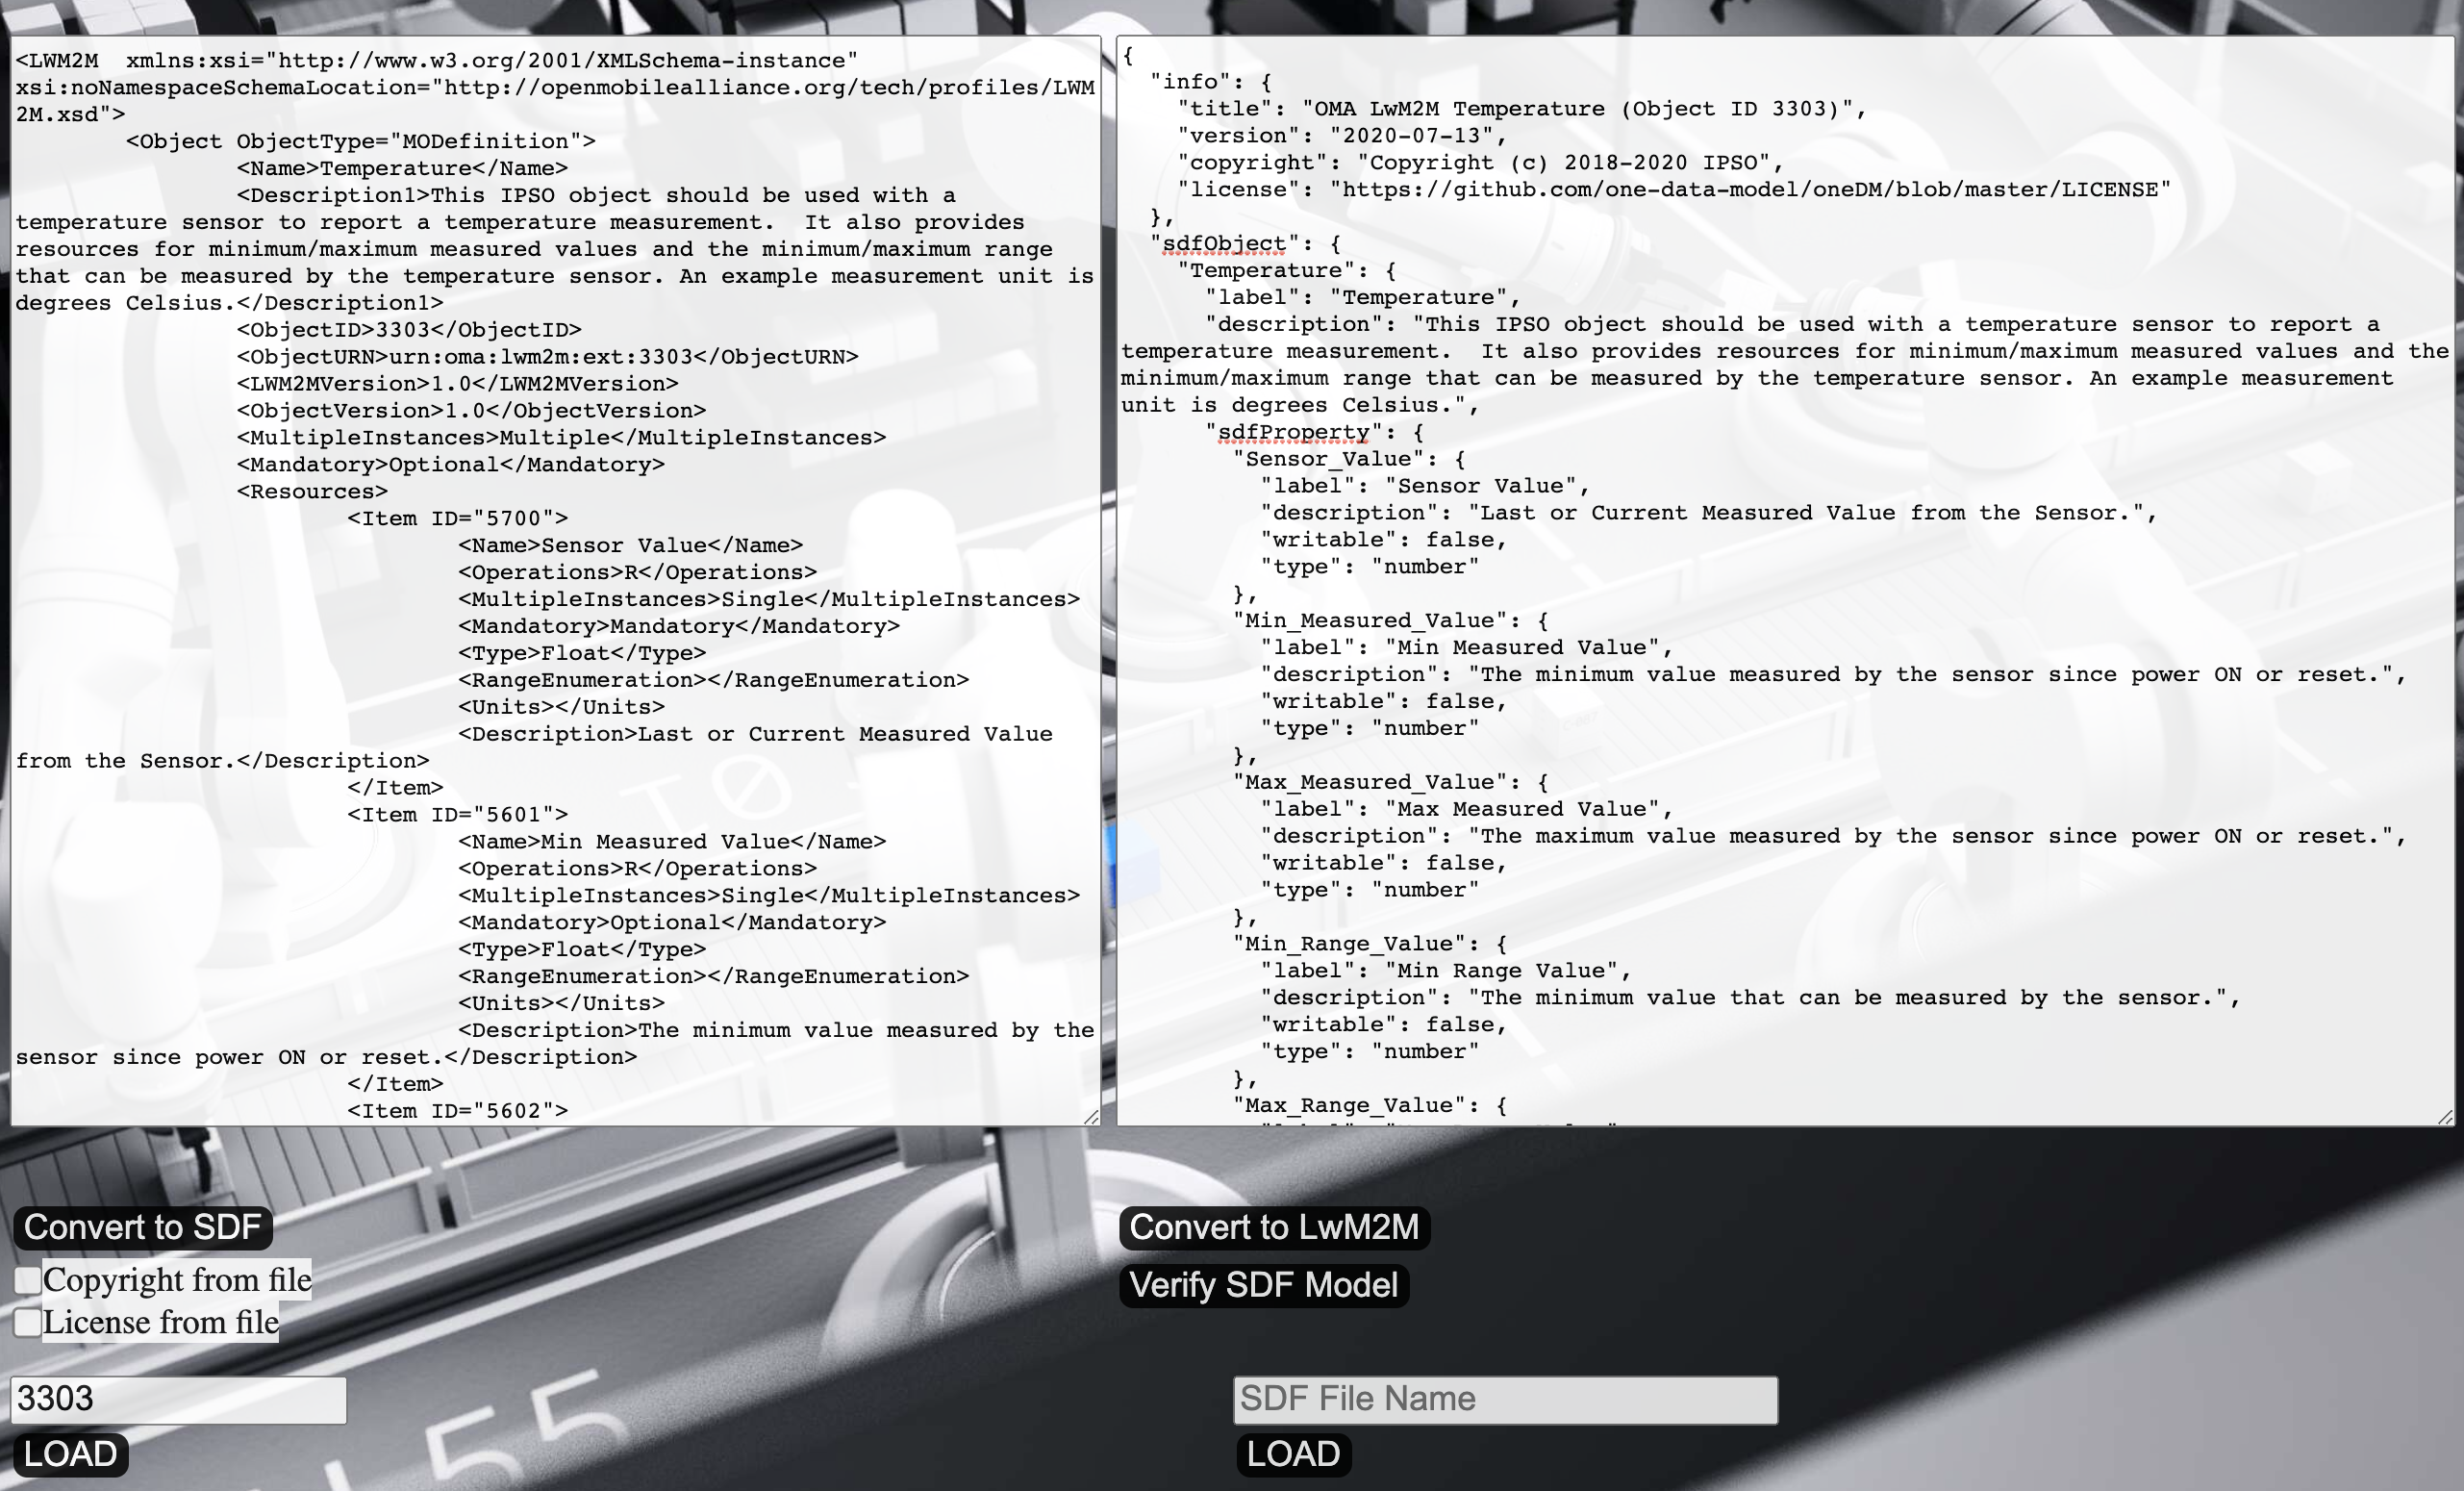 <LWM2M  xmlns:xsi="http://www.w3.org/2001/XMLSchema-instance"
xsi:noNamespaceSchemaLocation="http://openmobilealliance.org/tech/profiles/LWM
2M.xsd">
<Object ObjectType="MODefinition">
<Name>Temperature</Name>
<Description1>This IPSO object should be used with a
temperature sensor to report a temperature measurement.  It also provides
resources for minimum/maximum measured values and the minimum/maximum range
that can be measured by the temperature sensor. An example measurement unit is
degrees Celsius.</Description1>
<ObjectID>3303</ObjectID>
<ObjectURN>urn:oma:lwm2m:ext:3303</ObjectURN>
<LWM2MVersion>1.0</LWM2MVersion>
<ObjectVersion>1.0</ObjectVersion>
<MultipleInstances>Multiple</MultipleInstances>
<Mandatory>Optional</Mandatory>
<Resources>
<Item ID="5700">
<Name>Sensor Value</Name>
<Operations>R</Operations>
<MultipleInstances>Single</MultipleInstances>
<Mandatory>Mandatory</Mandatory>
<Type>Float</Type>
<RangeEnumeration></RangeEnumeration>
<Units></Units>
<Description>Last or Current Measured Value
from the Sensor.</Description>
</Item>
<Item ID="5601">
<Name>Min Measured Value</Name>
<Operations>R</Operations>
<MultipleInstances>Single</MultipleInstances>
<Mandatory>Optional</Mandatory>
<Type>Float</Type>
<RangeEnumeration></RangeEnumeration>
<Units></Units>
<Description>The minimum value measured by the
sensor since power ON or reset.</Description>
</Item>
<Item ID="5602">
{
"info": {
"title": "OMA LwM2M Temperature (Object ID 3303)",
"version": "2020-07-13",
"copyright": "Copyright (c) 2018-2020 IPSO",
"license": "https://github.com/one-data-model/oneDM/blob/master/LICENSE"
},
"sdfObject": {
"Temperature": {
"label": "Temperature",
"description": "This IPSO object should be used with a temperature sensor to report a
temperature measurement.  It also provides resources for minimum/maximum measured values and the
minimum/maximum range that can be measured by the temperature sensor. An example measurement
unit is degrees Celsius.",
"sdfProperty": {
"Sensor_Value": {
"label": "Sensor Value",
"description": "Last or Current Measured Value from the Sensor.",
"writable": false,
"type": "number"
},
"Min_Measured_Value": {
"label": "Min Measured Value",
"description": "The minimum value measured by the sensor since power ON or reset.",
"writable": false,
"type": "number"
},
"Max_Measured_Value": {
"label": "Max Measured Value",
"description": "The maximum value measured by the sensor since power ON or reset.",
"writable": false,
"type": "number"
},
"Min_Range_Value": {
"label": "Min Range Value",
"description": "The minimum value that can be measured by the sensor.",
"writable": false,
"type": "number"
},
"Max_Range_Value": {
Convert to SDF
Copyright from file
License from file
3303
LOAD
Convert to LwM2M
Verify SDF Model
SDF File Name
LOAD
55